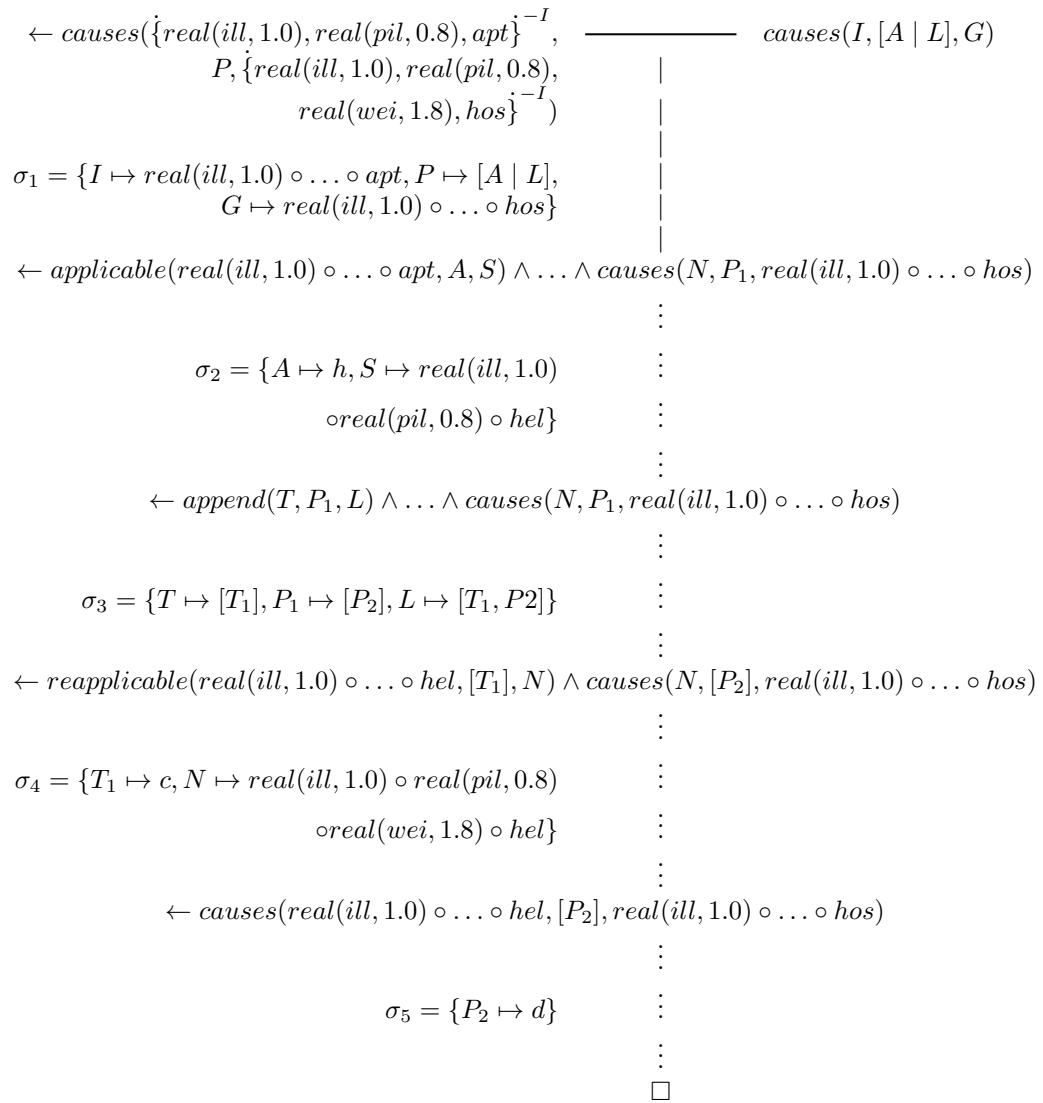 ← causes({̇real(ill, 1.0), real(pil, 0.8), apt}̇⁻ᴵ, causes(I, [A | L], G)
P, {̇real(ill, 1.0), real(pil, 0.8),
real(wei, 1.8), hos}̇⁻ᴵ)
σ₁ = {I ↦ real(ill, 1.0) ∘ … ∘ apt, P ↦ [A | L],
G ↦ real(ill, 1.0) ∘ … ∘ hos}
← applicable(real(ill, 1.0) ∘ … ∘ apt, A, S) ∧ … ∧ causes(N, P₁, real(ill, 1.0) ∘ … ∘ hos)
σ₂ = {A ↦ h, S ↦ real(ill, 1.0)
∘real(pil, 0.8) ∘ hel}
← append(T, P₁, L) ∧ … ∧ causes(N, P₁, real(ill, 1.0) ∘ … ∘ hos)
σ₃ = {T ↦ [T₁], P₁ ↦ [P₂], L ↦ [T₁, P2]}
← reapplicable(real(ill, 1.0) ∘ … ∘ hel, [T₁], N) ∧ causes(N, [P₂], real(ill, 1.0) ∘ … ∘ hos)
σ₄ = {T₁ ↦ c, N ↦ real(ill, 1.0) ∘ real(pil, 0.8)
∘real(wei, 1.8) ∘ hel}
← causes(real(ill, 1.0) ∘ … ∘ hel, [P₂], real(ill, 1.0) ∘ … ∘ hos)
σ₅ = {P₂ ↦ d}
□